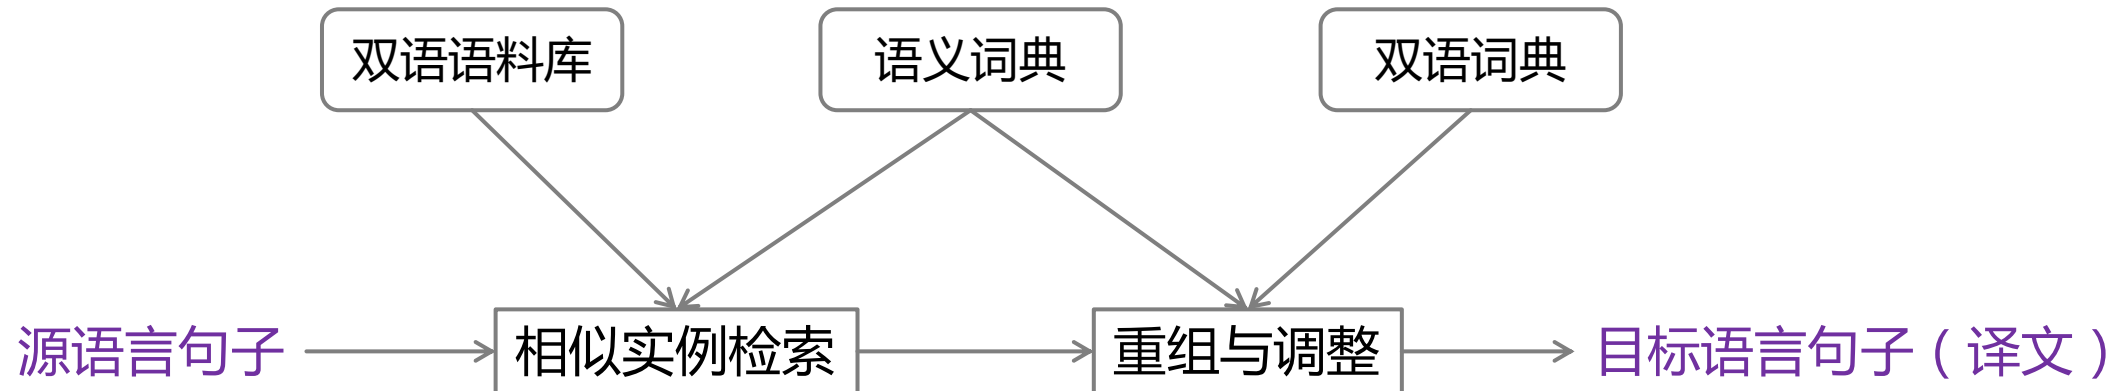 双语语料库
语义词典
双语词典
源语言句子
相似实例检索
重组与调整
目标语言句子（译文）